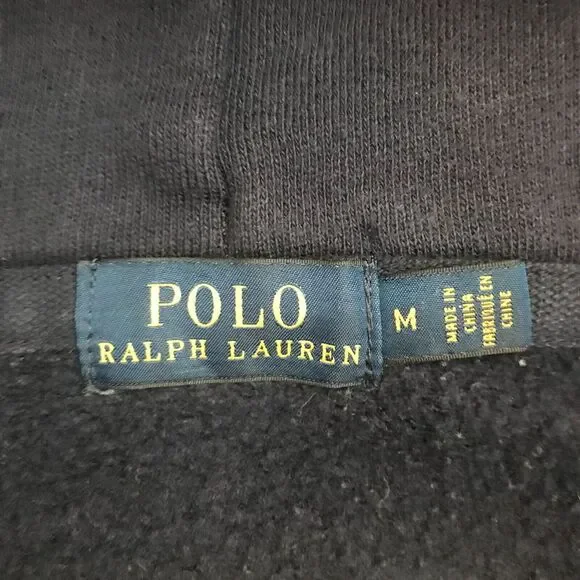 POLO
RALPH LAUREN
M
MADE IN
CHINA
FABRIQUÉ EN
CHINE